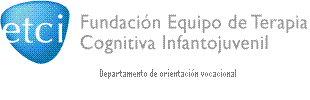 etci
Fundación Equipo de Terapia
Cognitiva Infantojuvenil
Departamento de orientación vocacional